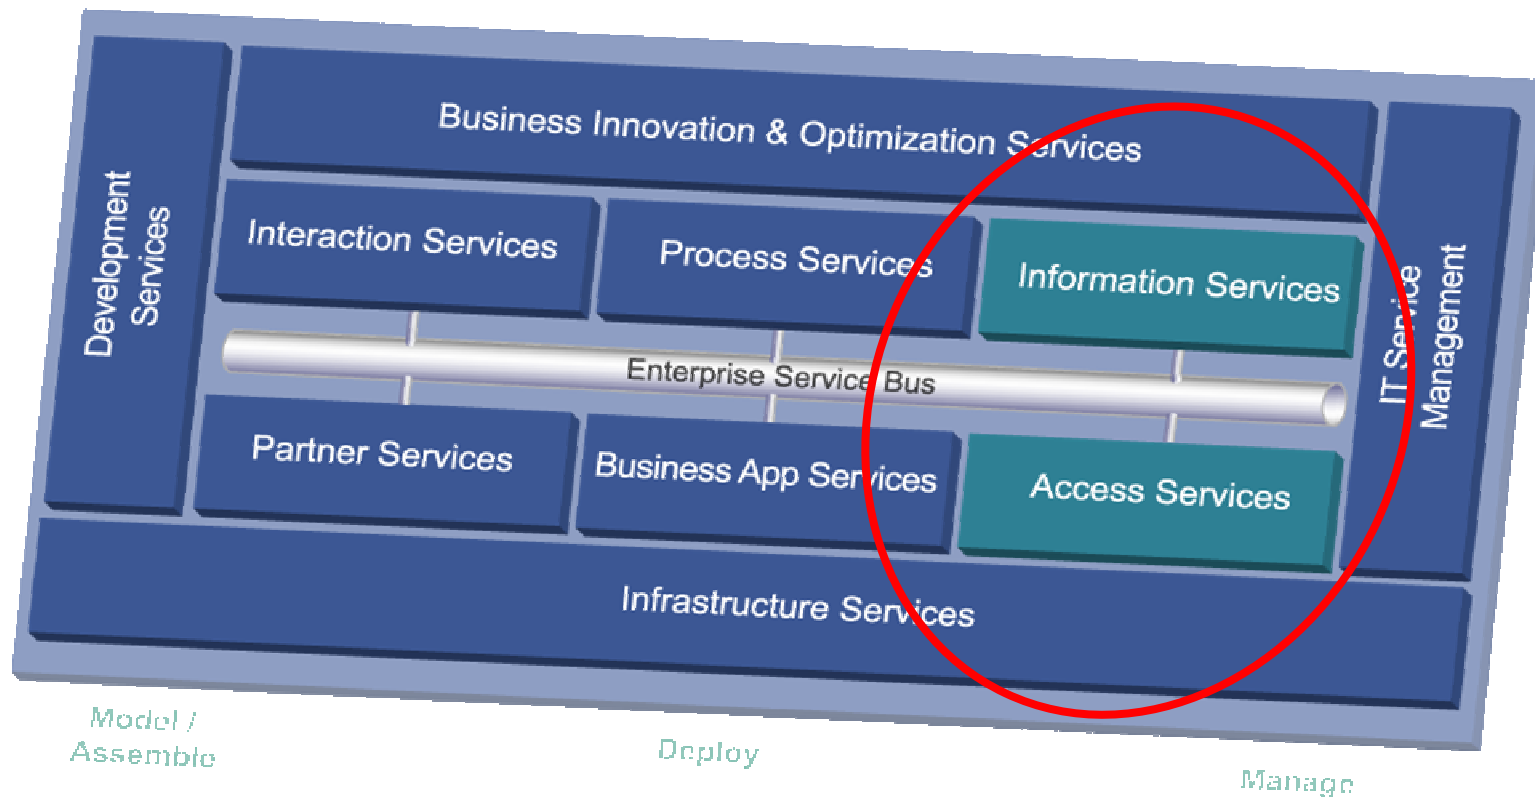 Business Innovation & Optimization Services
Development
Services
Interaction Services
Process Services
Information Services
IT Service
Management
Enterprise Service Bus
Partner Services
Business App Services
Access Services
Infrastructure Services
Model /
Assemble
Deploy
Manage